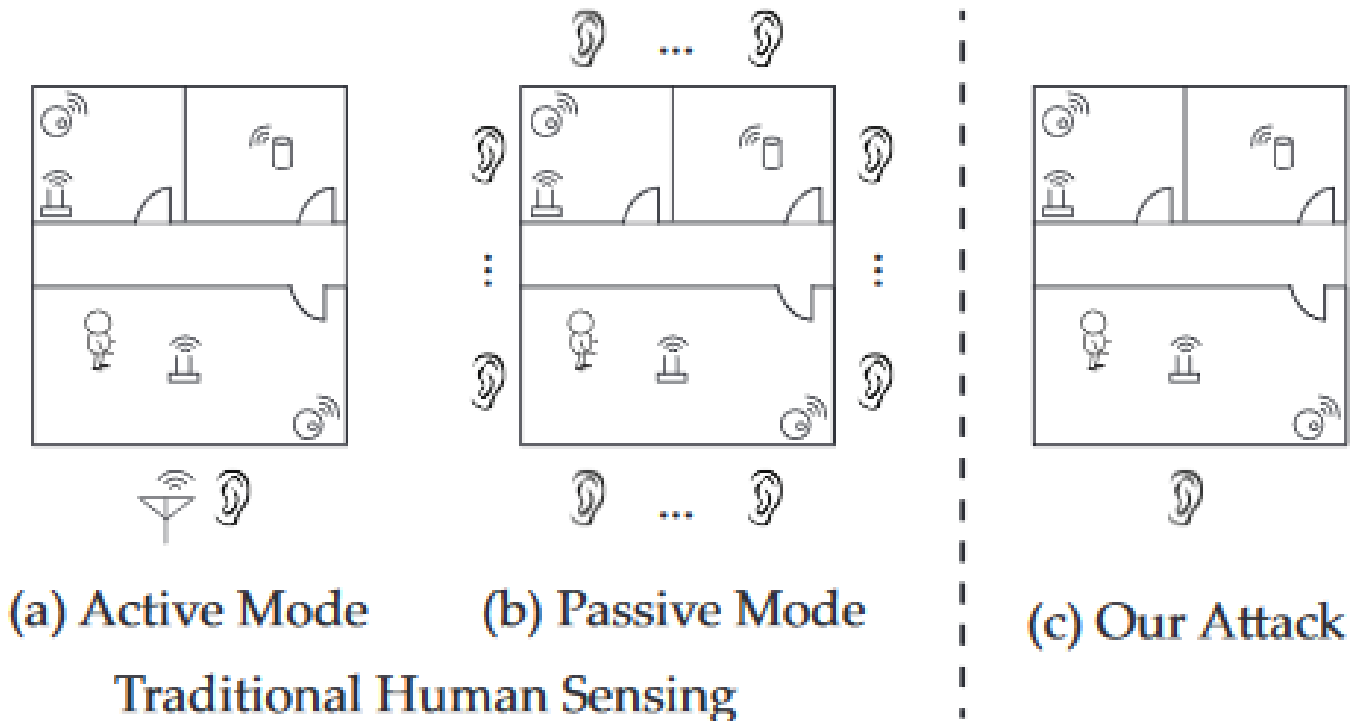 (a) Active Mode
(b) Passive Mode
(c) Our Attack
Traditional Human Sensing